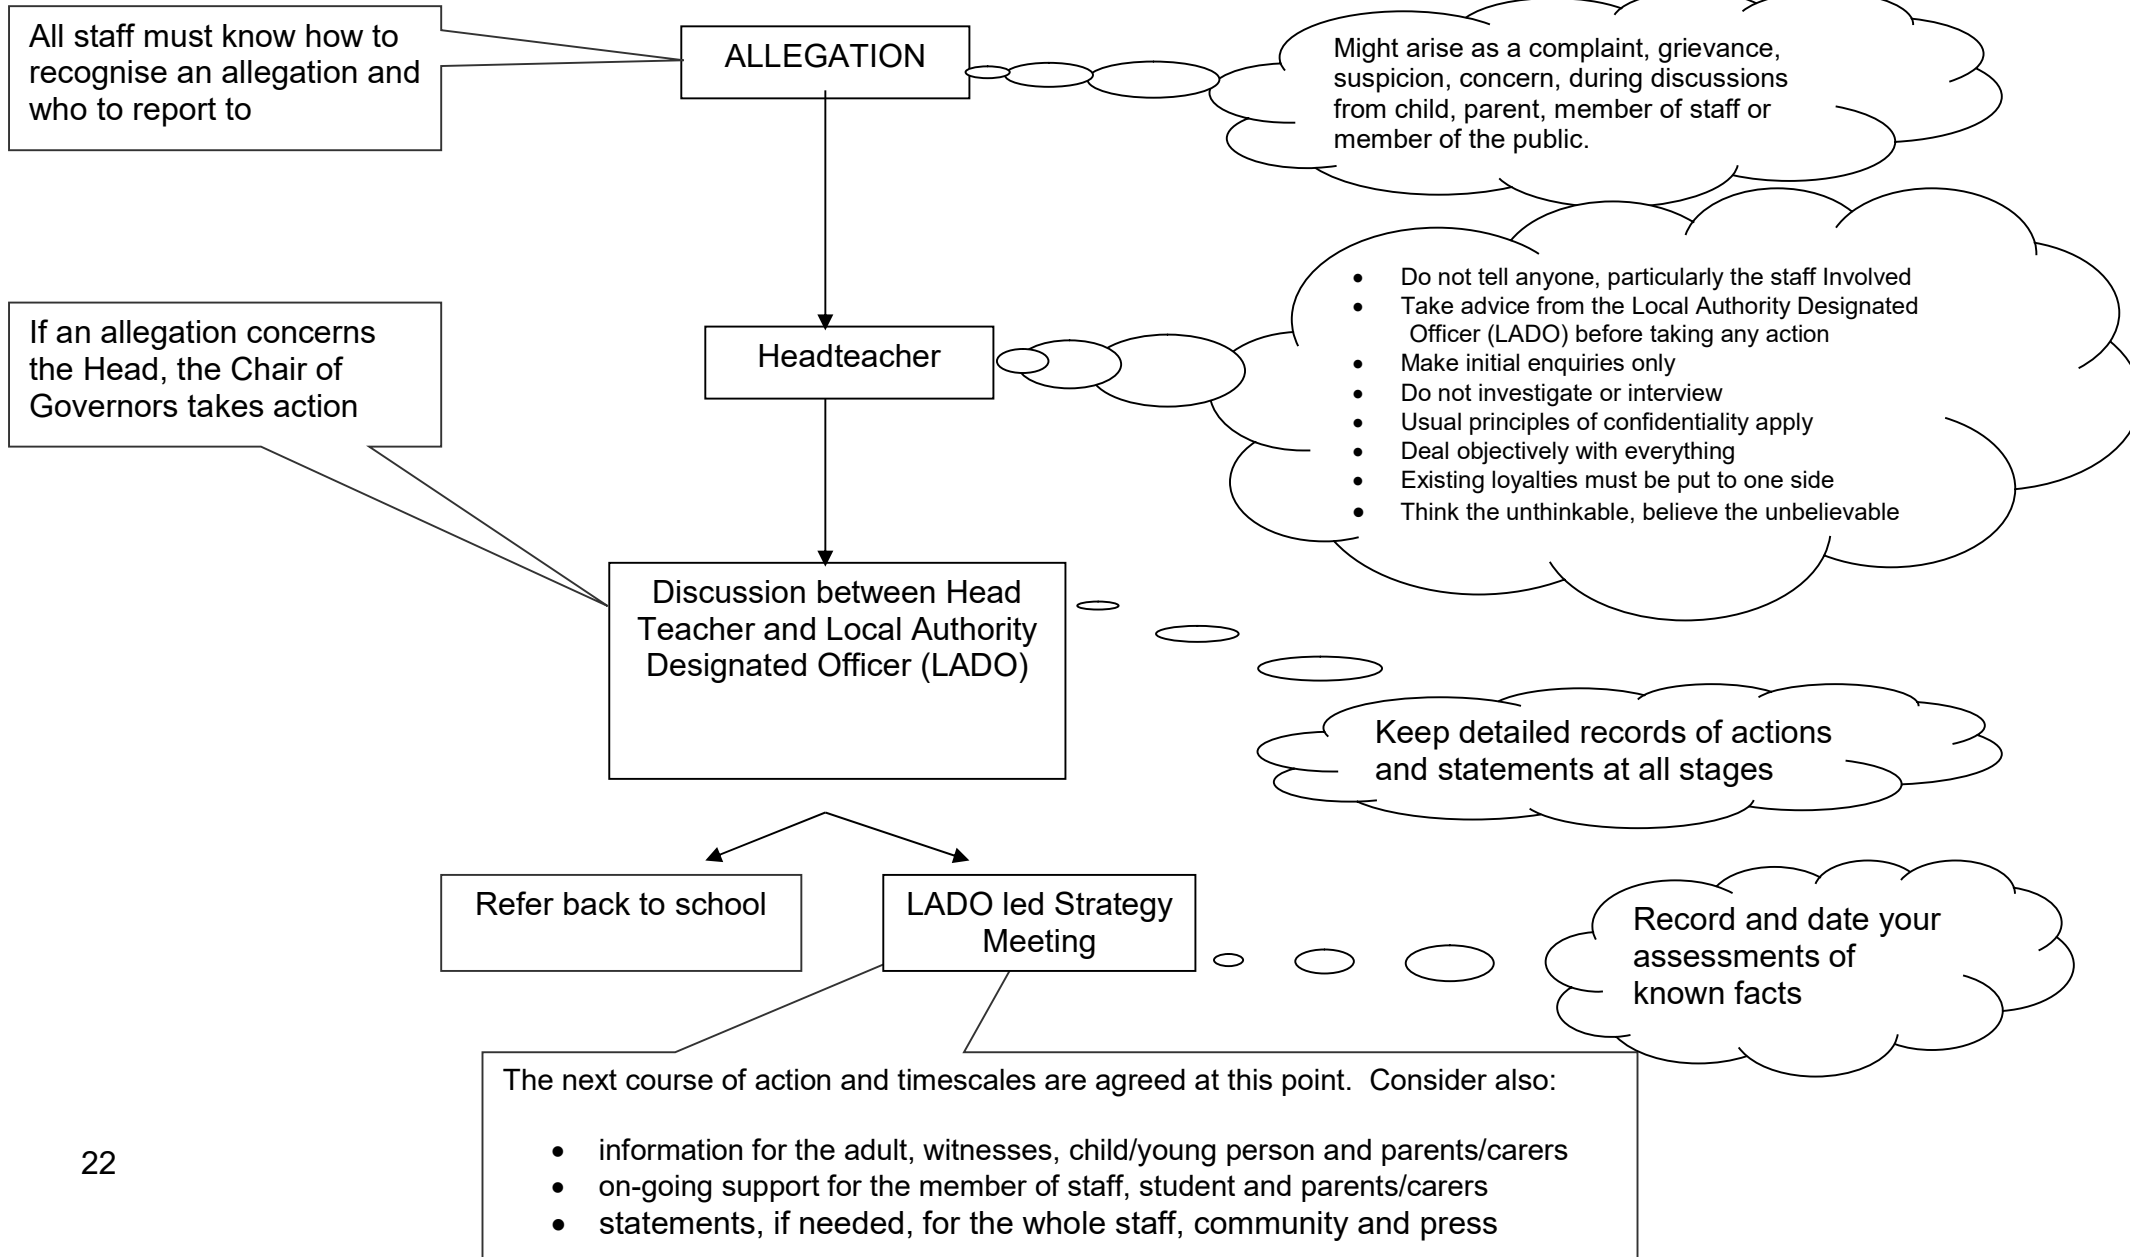 All staff must know how to
recognise an allegation and
who to report to
ALLEGATION
Might arise as a complaint, grievance,
suspicion, concern, during discussions
from child, parent, member of staff or
member of the public.
If an allegation concerns
the Head, the Chair of
Governors takes action
Headteacher
• Do not tell anyone, particularly the staff Involved
• Take advice from the Local Authority Designated
Officer (LADO) before taking any action
• Make initial enquiries only
• Do not investigate or interview
• Usual principles of confidentiality apply
• Deal objectively with everything
• Existing loyalties must be put to one side
• Think the unthinkable, believe the unbelievable
Discussion between Head
Teacher and Local Authority
Designated Officer (LADO)
Keep detailed records of actions
and statements at all stages
Refer back to school
LADO led Strategy
Meeting
Record and date your
assessments of
known facts
The next course of action and timescales are agreed at this point. Consider also:
• information for the adult, witnesses, child/young person and parents/carers
• on-going support for the member of staff, student and parents/carers
• statements, if needed, for the whole staff, community and press
22